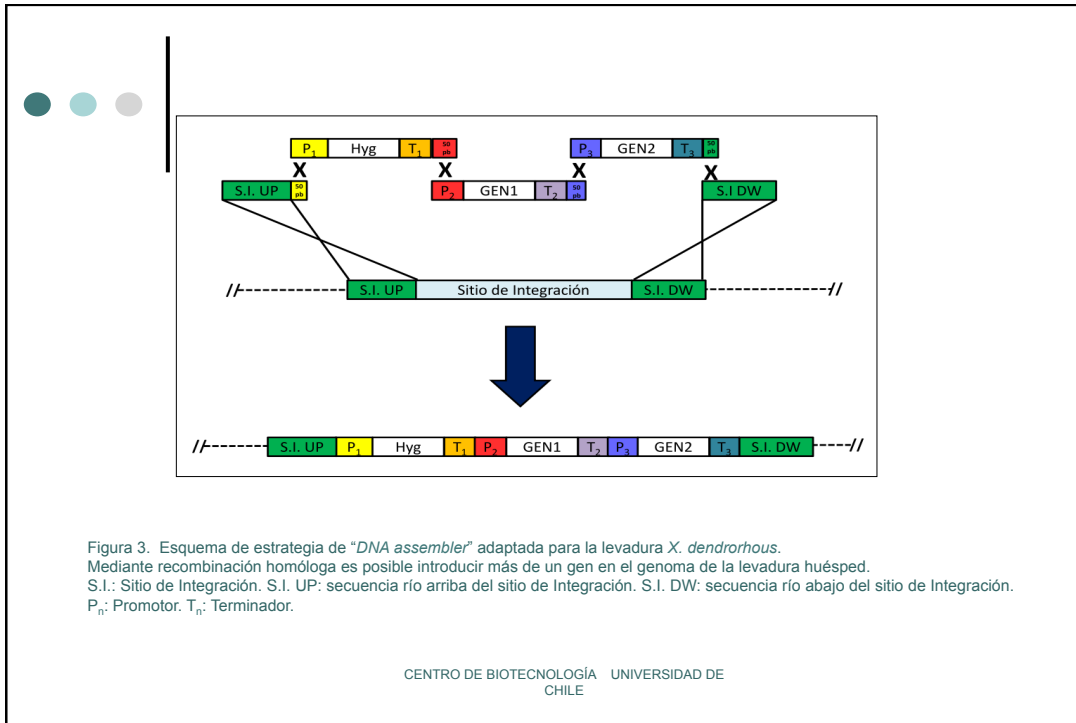 P1 Hyg T1 50 pb P3 GEN2 T3 50 pb
X X X X
S.I. UP 50 pb P2 GEN1 T2 50 pb S.I DW
// S.I. UP Sitio de Integración S.I. DW //
// S.I. UP P1 Hyg T1 P2 GEN1 T2 P3 GEN2 T3 S.I. DW //
Figura 3. Esquema de estrategia de “DNA assembler” adaptada para la levadura X. dendrorhous.
Mediante recombinación homóloga es posible introducir más de un gen en el genoma de la levadura huésped.
S.I.: Sitio de Integración. S.I. UP: secuencia río arriba del sitio de Integración. S.I. DW: secuencia río abajo del sitio de Integración.
Pn: Promotor. Tn: Terminador.
CENTRO DE BIOTECNOLOGÍA UNIVERSIDAD DE
CHILE